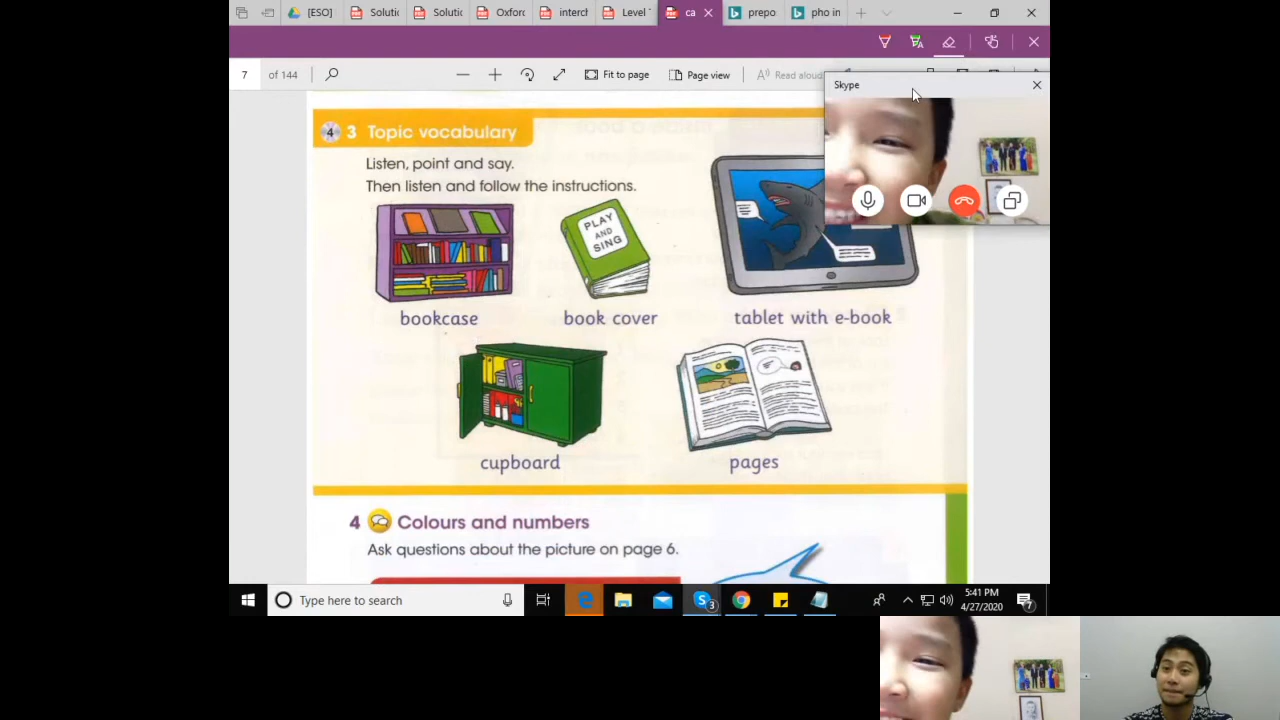 [ESO]
Solutio
Solutio
Oxford
interch
Level
ca
prepo
pho in
7 of 144
Fit to page
Page view
Read aloud
Skype
4 3 Topic vocabulary
Listen, point and say.
Then listen and follow the instructions.
PLAY
AND
SING
bookcase
book cover
tablet with e-book
cupboard
pages
4 Colours and numbers
Ask questions about the picture on page 6.
Type here to search
3
5:41 PM
4/27/2020
7